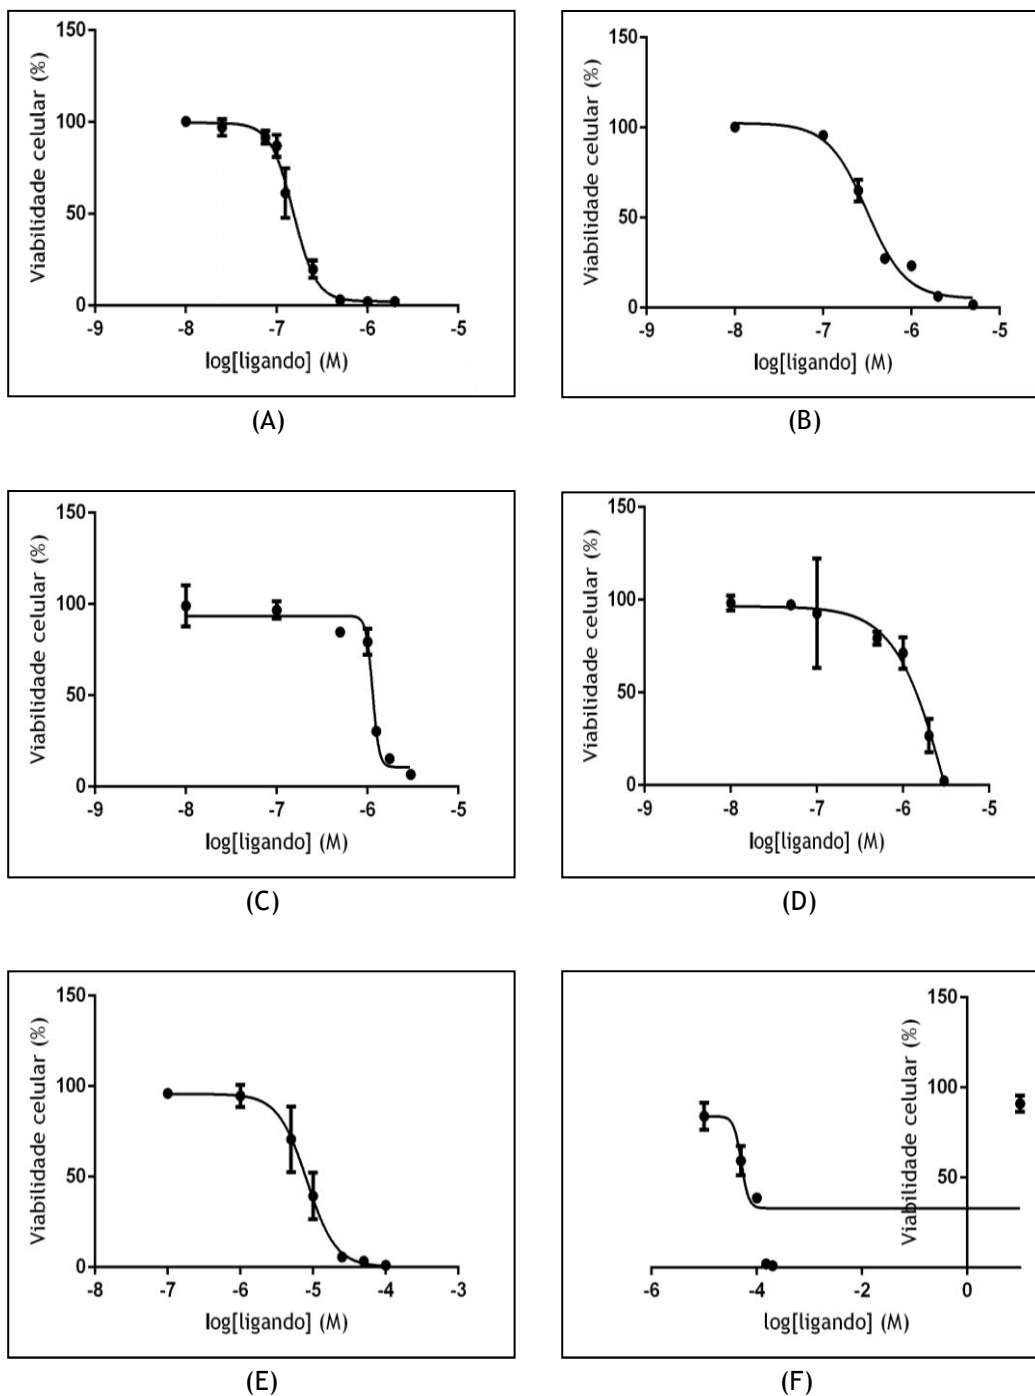 150
100
50
0
Viabilidade celular (%)
-9 -8 -7 -6 -5
log[ligando] (M)
(A)
150
100
50
0
Viabilidade celular (%)
-9 -8 -7 -6 -5
log[ligando] (M)
(B)
150
100
50
0
Viabilidade celular (%)
-9 -8 -7 -6 -5
log[ligando] (M)
(C)
150
100
50
0
Viabilidade celular (%)
-9 -8 -7 -6 -5
log[ligando] (M)
(D)
150
100
50
0
Viabilidade celular (%)
-8 -7 -6 -5 -4 -3
log[ligando] (M)
(E)
150
100
50
Viabilidade celular (%)
-6 -4 -2 0
log[ligando] (M)
(F)